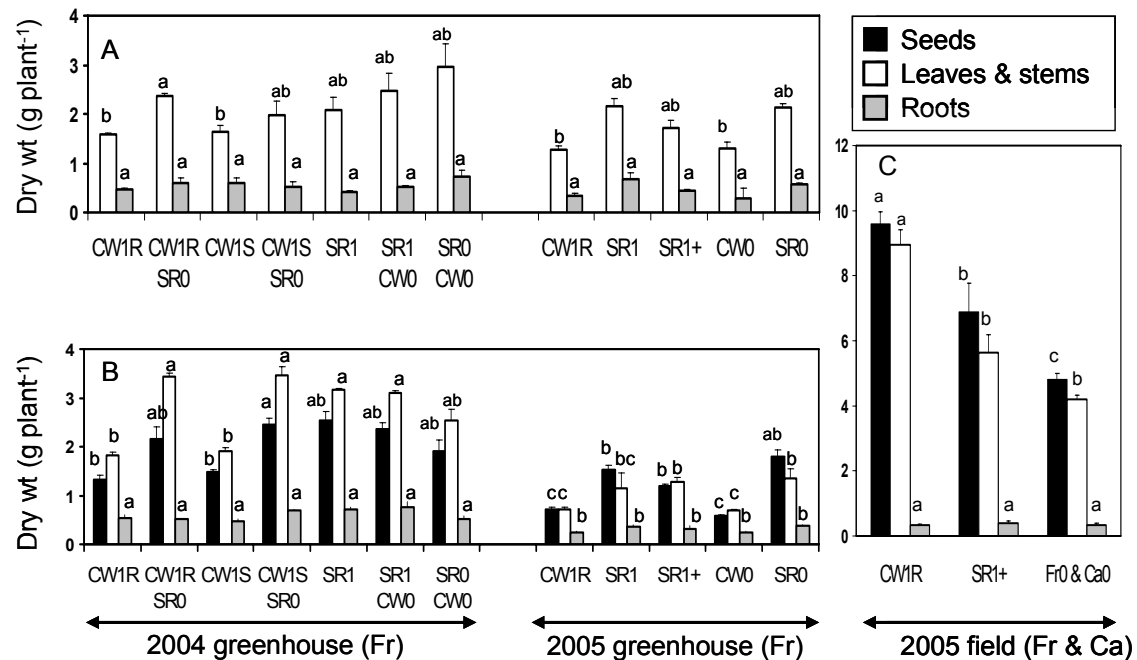 Seeds
Leaves & stems
Roots
A
Dry wt (g plant-1)
4
3
2
1
0
b a b ab ab ab ab
a a a a a a a
b ab ab b ab
a a a a a
CW1R CW1R CW1S CW1S SR1 SR1 SR0
SR0 SR0 CW0 CW0
CW1R SR1 SR1+ CW0 SR0
B
Dry wt (g plant-1)
4
3
2
1
0
b b a ab a a b b a a a ab a a ab a a ab ab a
c c b b bc b b b b c c b ab b b
CW1R CW1R CW1S CW1S SR1 SR1 SR0
SR0 SR0 CW0 CW0
CW1R SR1 SR1+ CW0 SR0
2004 greenhouse (Fr)
2005 greenhouse (Fr)
C
12
10
8
6
4
2
0
a a a
b b a
c b a
CW1R SR1+ Fr0 & Ca0
2005 field (Fr & Ca)